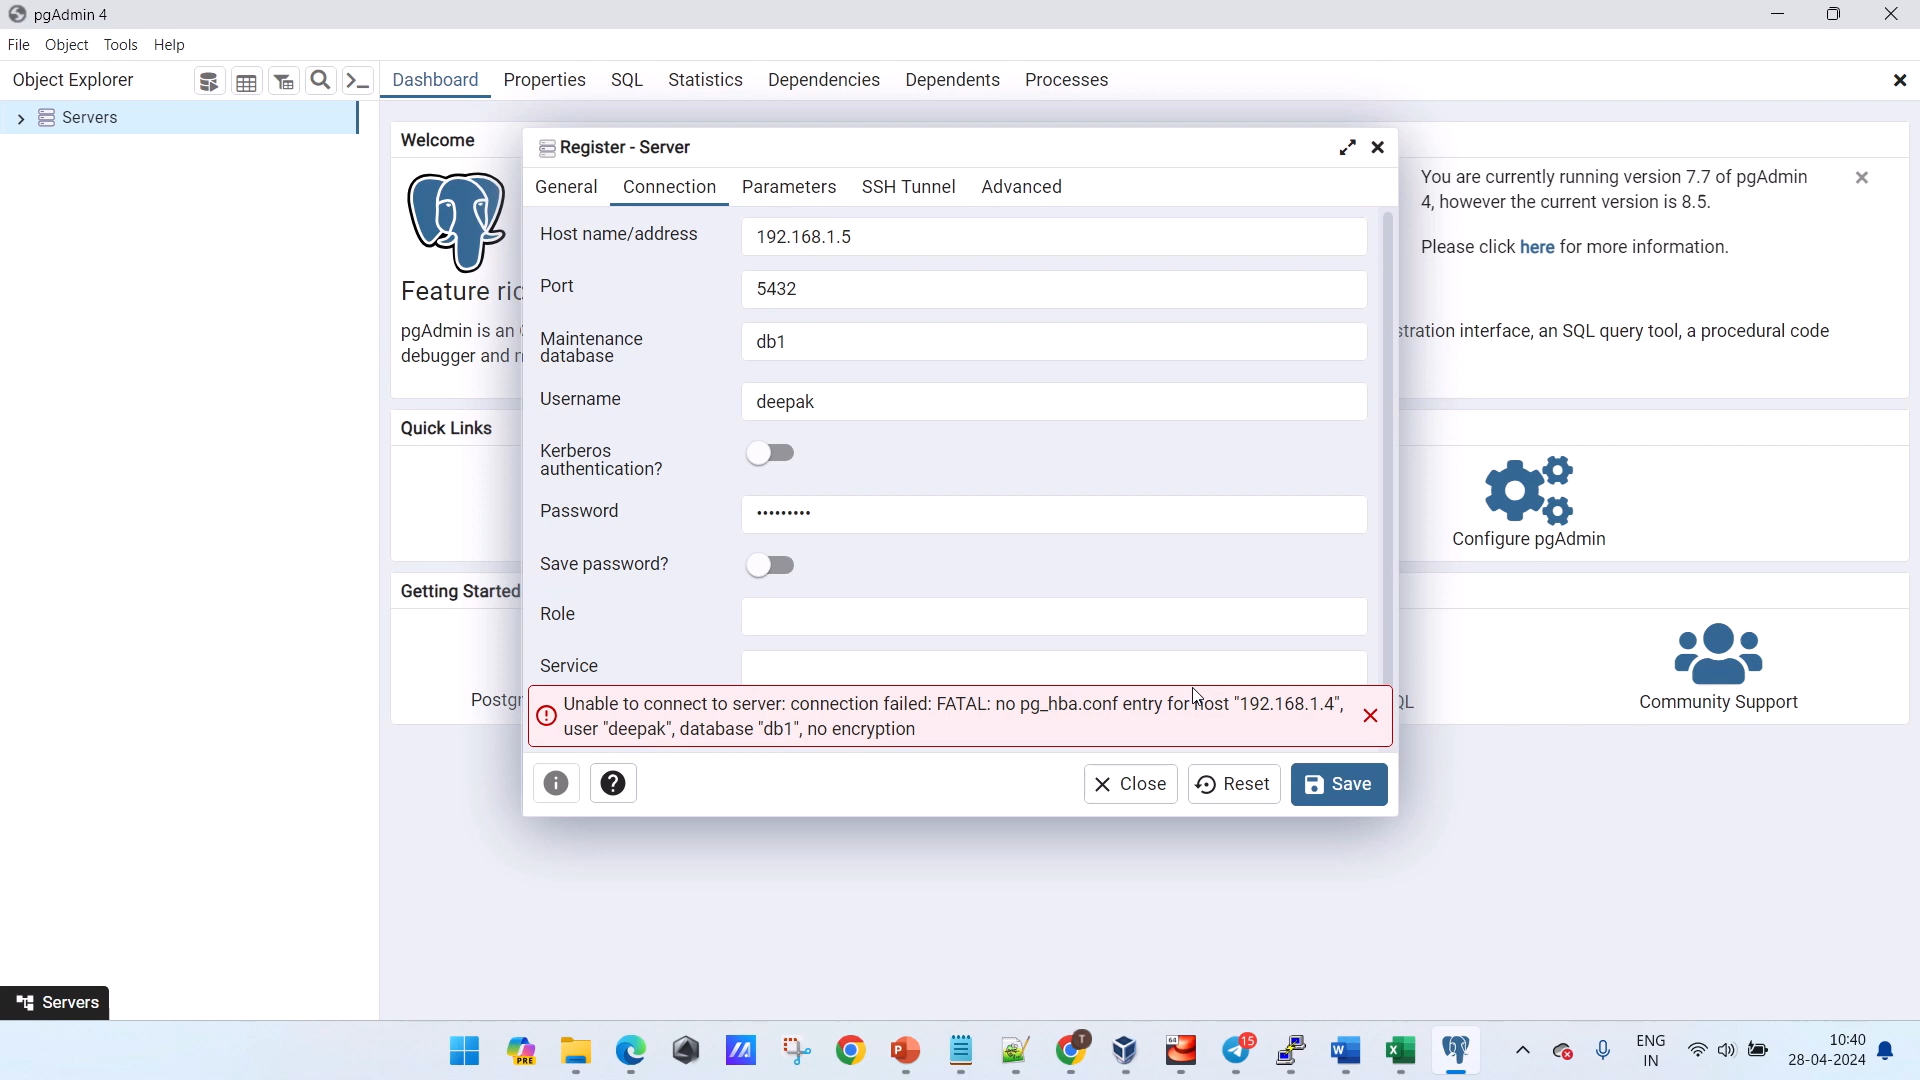 pgAdmin 4
File Object Tools Help
Object Explorer
Dashboard Properties SQL Statistics Dependencies Dependents Processes
Servers
Welcome
Feature ric
pgAdmin is an
debugger and
stration interface, an SQL query tool, a procedural code
You are currently running version 7.7 of pgAdmin
4, however the current version is 8.5.
Please click here for more information.
Quick Links
Configure pgAdmin
Getting Started
Postgr
QL
Community Support
Register - Server
General Connection Parameters SSH Tunnel Advanced
Host name/address 192.168.1.5
Port 5432
Maintenance
database
db1
Username deepak
Kerberos
authentication?
Password •••••••••
Save password?
Role
Service
Unable to connect to server: connection failed: FATAL: no pg_hba.conf entry for host "192.168.1.4",
user "deepak", database "db1", no encryption
Close Reset Save
Servers
PRE
P
T
64
15
W
X
ENG
IN
10:40
28-04-2024